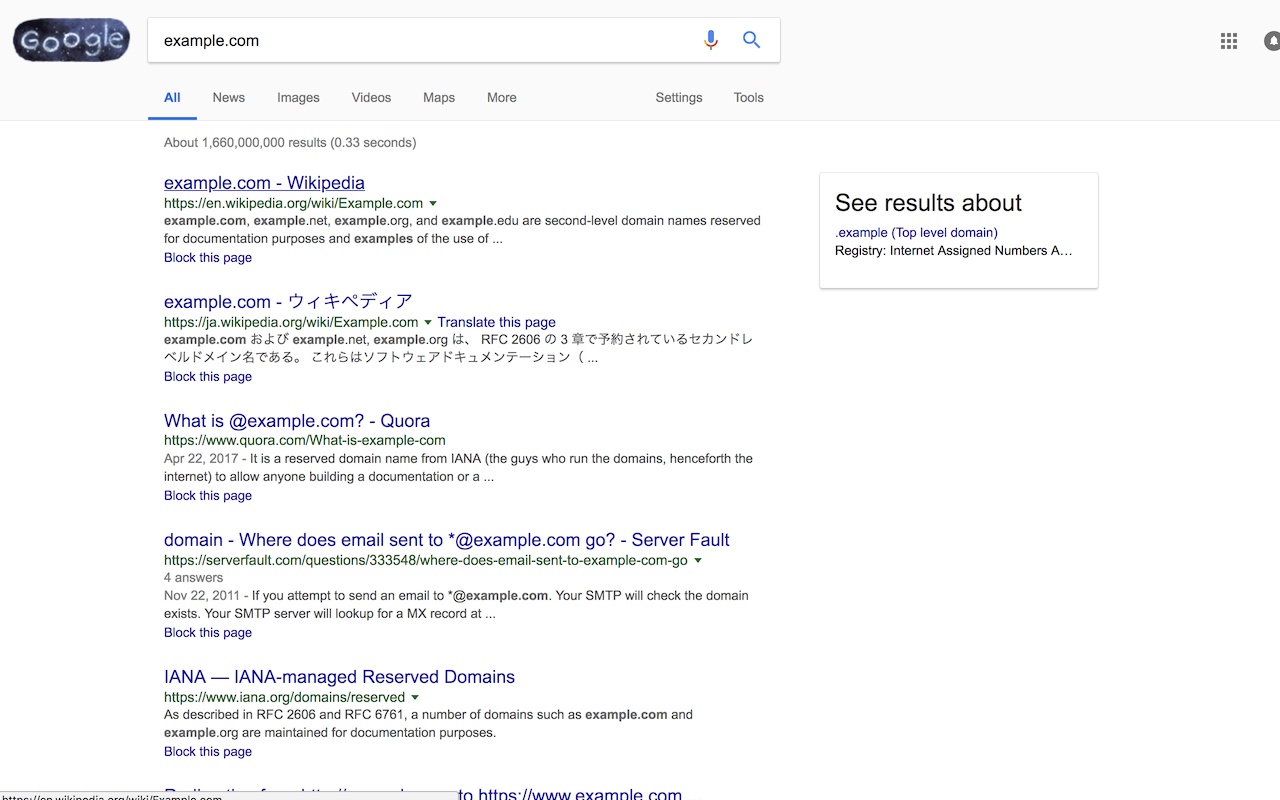 Google
example.com
All News Images Videos Maps More Settings Tools
About 1,660,000,000 results (0.33 seconds)
example.com - Wikipedia
https://en.wikipedia.org/wiki/Example.com
example.com, example.net, example.org, and example.edu are second-level domain names reserved
for documentation purposes and examples of the use of ...
Block this page
See results about
.example (Top level domain)
Registry: Internet Assigned Numbers A…
example.com - ウィキペディア
https://ja.wikipedia.org/wiki/Example.com Translate this page
example.com および example.net, example.org は、 RFC 2606 の 3 章で予約されているセカンドレ
ベルドメイン名である。 これらはソフトウェアドキュメンテーション（ ...
Block this page
What is @example.com? - Quora
https://www.quora.com/What-is-example-com
Apr 22, 2017 - It is a reserved domain name from IANA (the guys who run the domains, henceforth the
internet) to allow anyone building a documentation or a ...
Block this page
domain - Where does email sent to *@example.com go? - Server Fault
https://serverfault.com/questions/333548/where-does-email-sent-to-example-com-go
4 answers
Nov 22, 2011 - If you attempt to send an email to *@example.com. Your SMTP will check the domain
exists. Your SMTP server will lookup for a MX record at ...
Block this page
IANA — IANA-managed Reserved Domains
https://www.iana.org/domains/reserved
As described in RFC 2606 and RFC 6761, a number of domains such as example.com and
example.org are maintained for documentation purposes.
Block this page
to https://www.example.com
https://en.wikipedia.org/wiki/Example.com